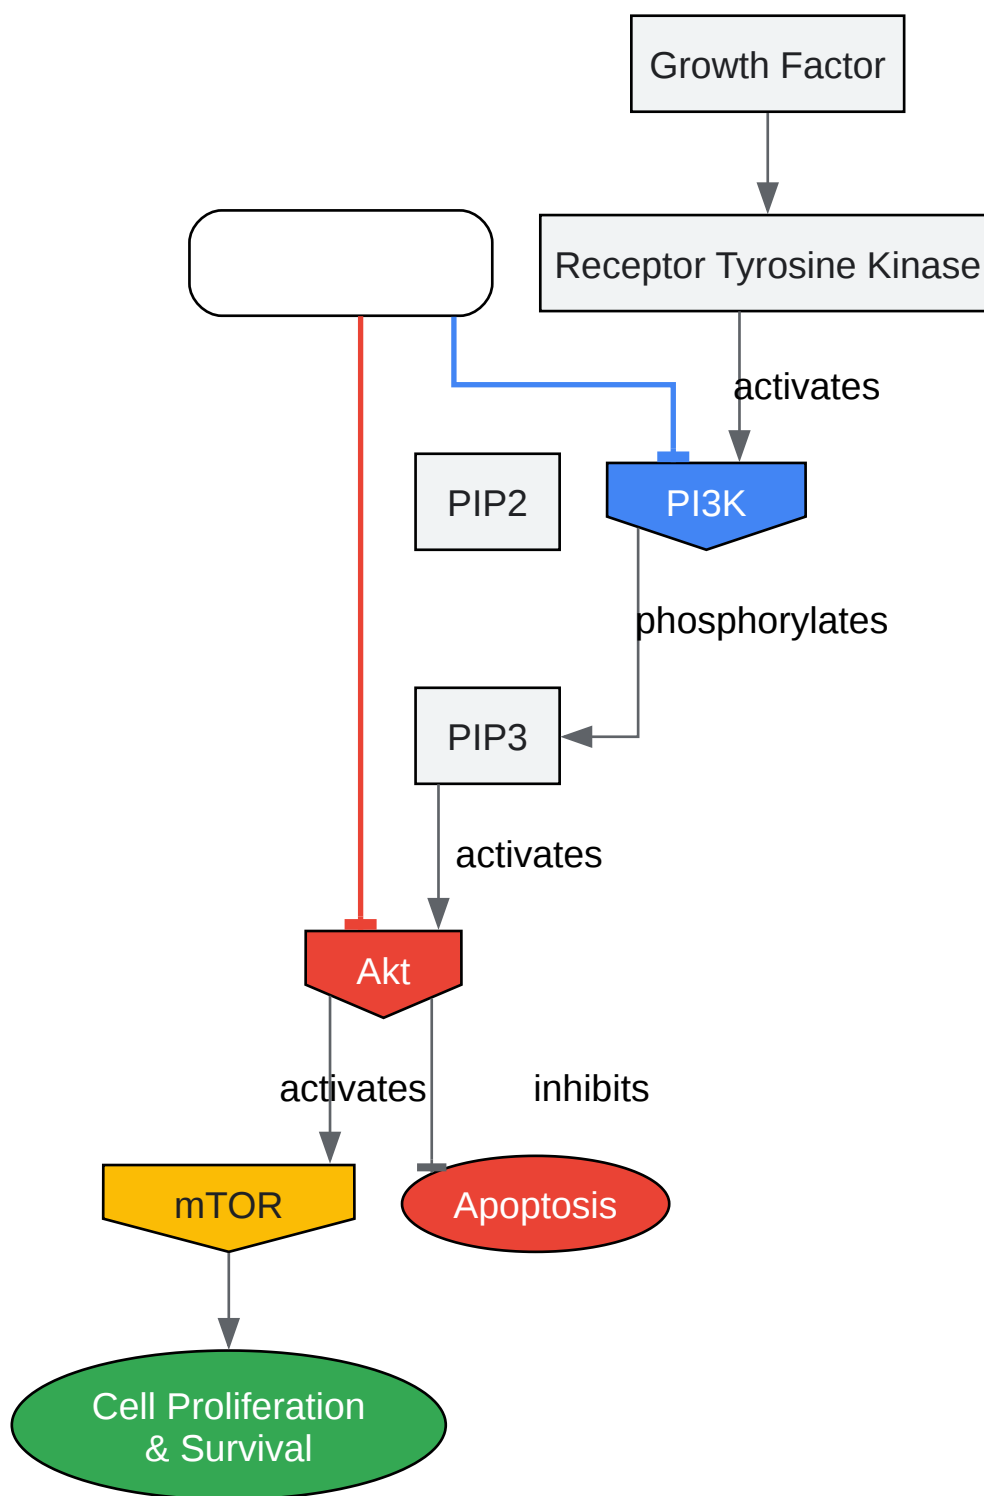 Growth Factor
Receptor Tyrosine Kinase
activates
PIP2
PI3K
phosphorylates
PIP3
activates
Akt
activates
inhibits
mTOR
Apoptosis
Cell Proliferation
& Survival